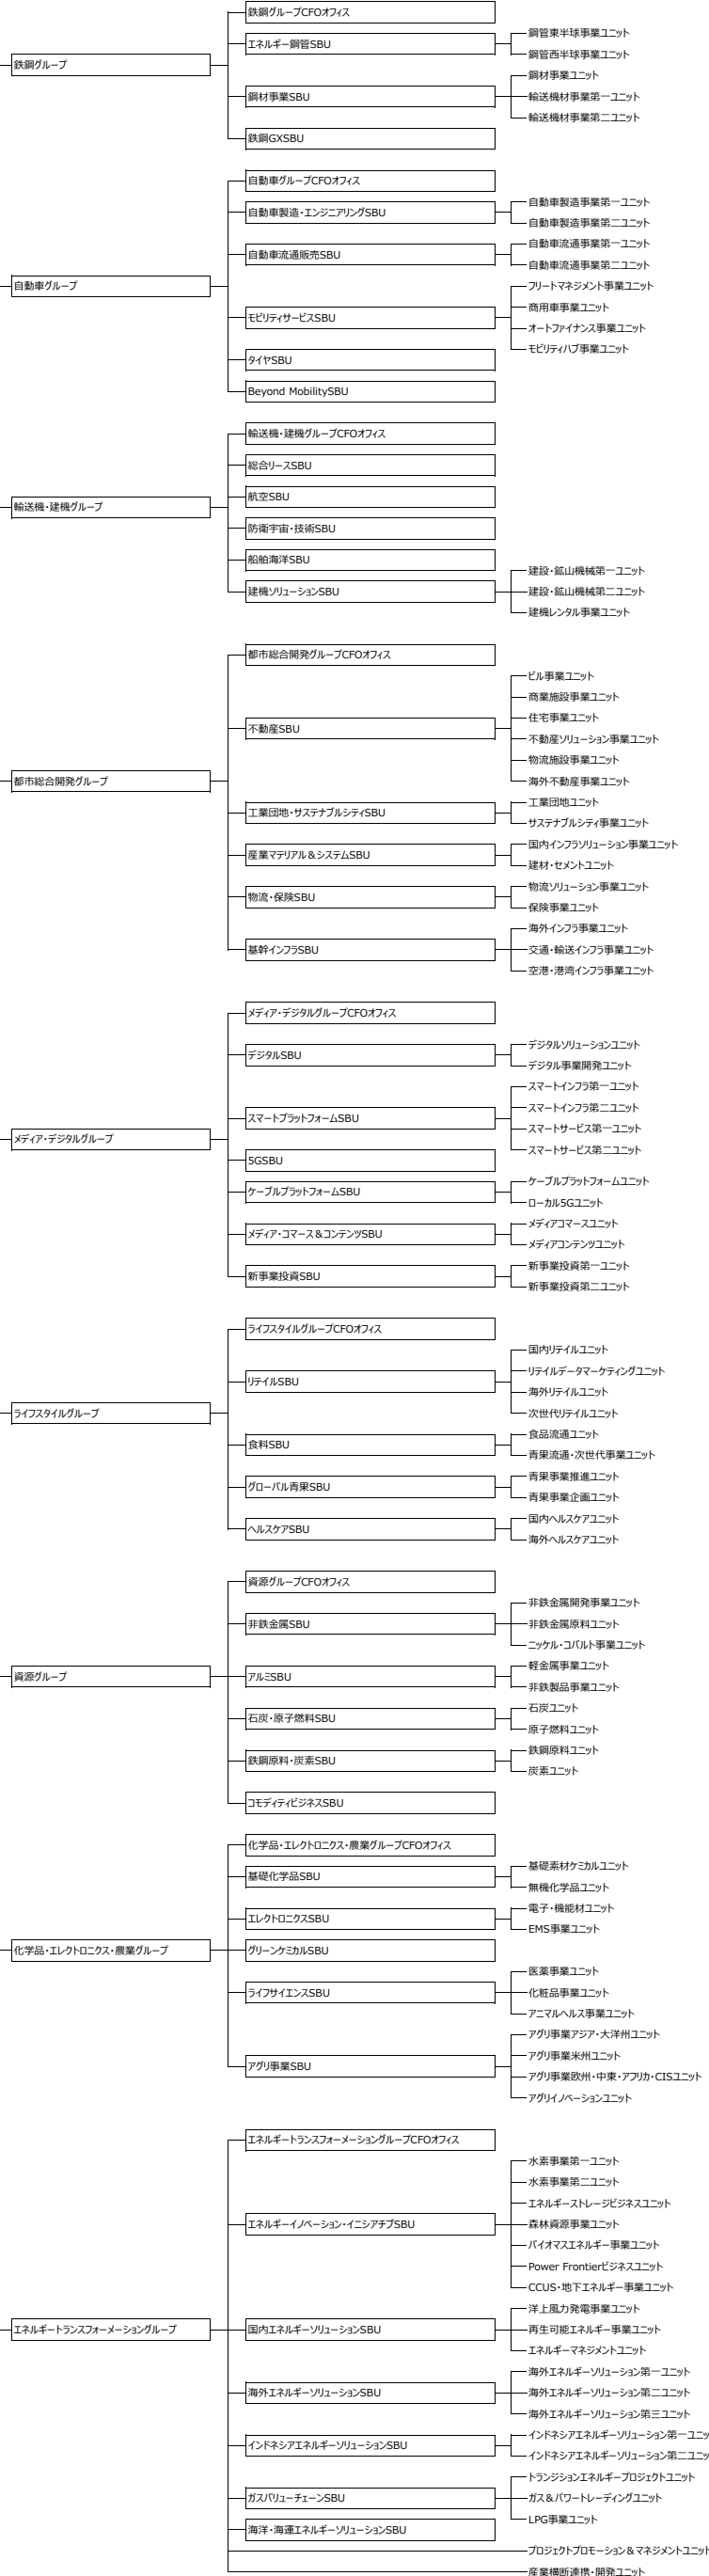 鉄鋼グループCFOオフィス
鋼管東半球事業ユニット
エネルギー鋼管SBU
鋼管西半球事業ユニット
鉄鋼グループ
鋼材事業ユニット
鋼材事業SBU
輸送機材事業第一ユニット
輸送機材事業第二ユニット
鉄鋼GXSBU
自動車グループCFOオフィス
自動車製造事業第一ユニット
自動車製造・エンジニアリングSBU
自動車製造事業第二ユニット
自動車流通事業第一ユニット
自動車流通販売SBU
自動車流通事業第二ユニット
自動車グループ
フリートマネジメント事業ユニット
商用車事業ユニット
モビリティサービスSBU
オートファイナンス事業ユニット
モビリティハブ事業ユニット
タイヤSBU
Beyond MobilitySBU
輸送機・建機グループCFOオフィス
総合リースSBU
航空SBU
輸送機・建機グループ
防衛宇宙・技術SBU
船舶海洋SBU
建設・鉱山機械第一ユニット
建機ソリューションSBU
建設・鉱山機械第二ユニット
建機レンタル事業ユニット
都市総合開発グループCFOオフィス
ビル事業ユニット
商業施設事業ユニット
住宅事業ユニット
不動産SBU
不動産ソリューション事業ユニット
物流施設事業ユニット
都市総合開発グループ
海外不動産事業ユニット
工業団地ユニット
工業団地・サステナブルシティSBU
サステナブルシティ事業ユニット
国内インフラソリューション事業ユニット
産業マテリアル＆システムSBU
建材・セメントユニット
物流ソリューション事業ユニット
物流・保険SBU
保険事業ユニット
海外インフラ事業ユニット
基幹インフラSBU
交通・輸送インフラ事業ユニット
空港・港湾インフラ事業ユニット
メディア・デジタルグループCFOオフィス
デジタルソリューションユニット
デジタルSBU
デジタル事業開発ユニット
スマートインフラ第一ユニット
スマートインフラ第二ユニット
スマートプラットフォームSBU
スマートサービス第一ユニット
メディア・デジタルグループ
スマートサービス第二ユニット
5GSBU
ケーブルプラットフォームユニット
ケーブルプラットフォームSBU
ローカル5Gユニット
メディアコマースユニット
メディア・コマース＆コンテンツSBU
メディアコンテンツユニット
新事業投資第一ユニット
新事業投資SBU
新事業投資第二ユニット
ライフスタイルグループCFOオフィス
国内リテイルユニット
リテイルデータマーケティングユニット
リテイルSBU
海外リテイルユニット
ライフスタイルグループ
次世代リテイルユニット
食品流通ユニット
食料SBU
青果流通・次世代事業ユニット
青果事業推進ユニット
グローバル青果SBU
青果事業企画ユニット
国内ヘルスケアユニット
ヘルスケアSBU
海外ヘルスケアユニット
資源グループCFOオフィス
非鉄金属開発事業ユニット
非鉄金属SBU
非鉄金属原料ユニット
ニッケル・コバルト事業ユニット
軽金属事業ユニット
資源グループ
アルミSBU
非鉄製品事業ユニット
石炭ユニット
石炭・原子燃料SBU
原子燃料ユニット
鉄鋼原料ユニット
鉄鋼原料・炭素SBU
炭素ユニット
コモディティビジネスSBU
化学品・エレクトロニクス・農業グループCFOオフィス
基礎素材ケミカルユニット
基礎化学品SBU
無機化学品ユニット
電子・機能材ユニット
エレクトロニクスSBU
EMS事業ユニット
化学品・エレクトロニクス・農業グループ
グリーンケミカルSBU
医薬事業ユニット
ライフサイエンスSBU
化粧品事業ユニット
アニマルヘルス事業ユニット
アグリ事業アジア・大洋州ユニット
アグリ事業米州ユニット
アグリ事業SBU
アグリ事業欧州・中東・アフリカ・CISユニット
アグリイノベーションユニット
エネルギートランスフォーメーショングループCFOオフィス
水素事業第一ユニット
水素事業第二ユニット
エネルギーストレージビジネスユニット
エネルギーイノベーション・イニシアチブSBU
森林資源事業ユニット
バイオマスエネルギー事業ユニット
Power Frontierビジネスユニット
CCUS・地下エネルギー事業ユニット
洋上風力発電事業ユニット
エネルギートランスフォーメーショングループ
国内エネルギーソリューションSBU
再生可能エネルギー事業ユニット
エネルギーマネジメントユニット
海外エネルギーソリューション第一ユニット
海外エネルギーソリューションSBU
海外エネルギーソリューション第二ユニット
海外エネルギーソリューション第三ユニット
インドネシアエネルギーソリューション第一ユニッ
インドネシアエネルギーソリューションSBU
インドネシアエネルギーソリューション第二ユニッ
トランジションエネルギープロジェクトユニット
ガスバリューチェーンSBU
ガス＆パワートレーディングユニット
LPG事業ユニット
海洋・海運エネルギーソリューションSBU
プロジェクトプロモーション＆マネジメントユニット
産業横断連携・開発ユニット